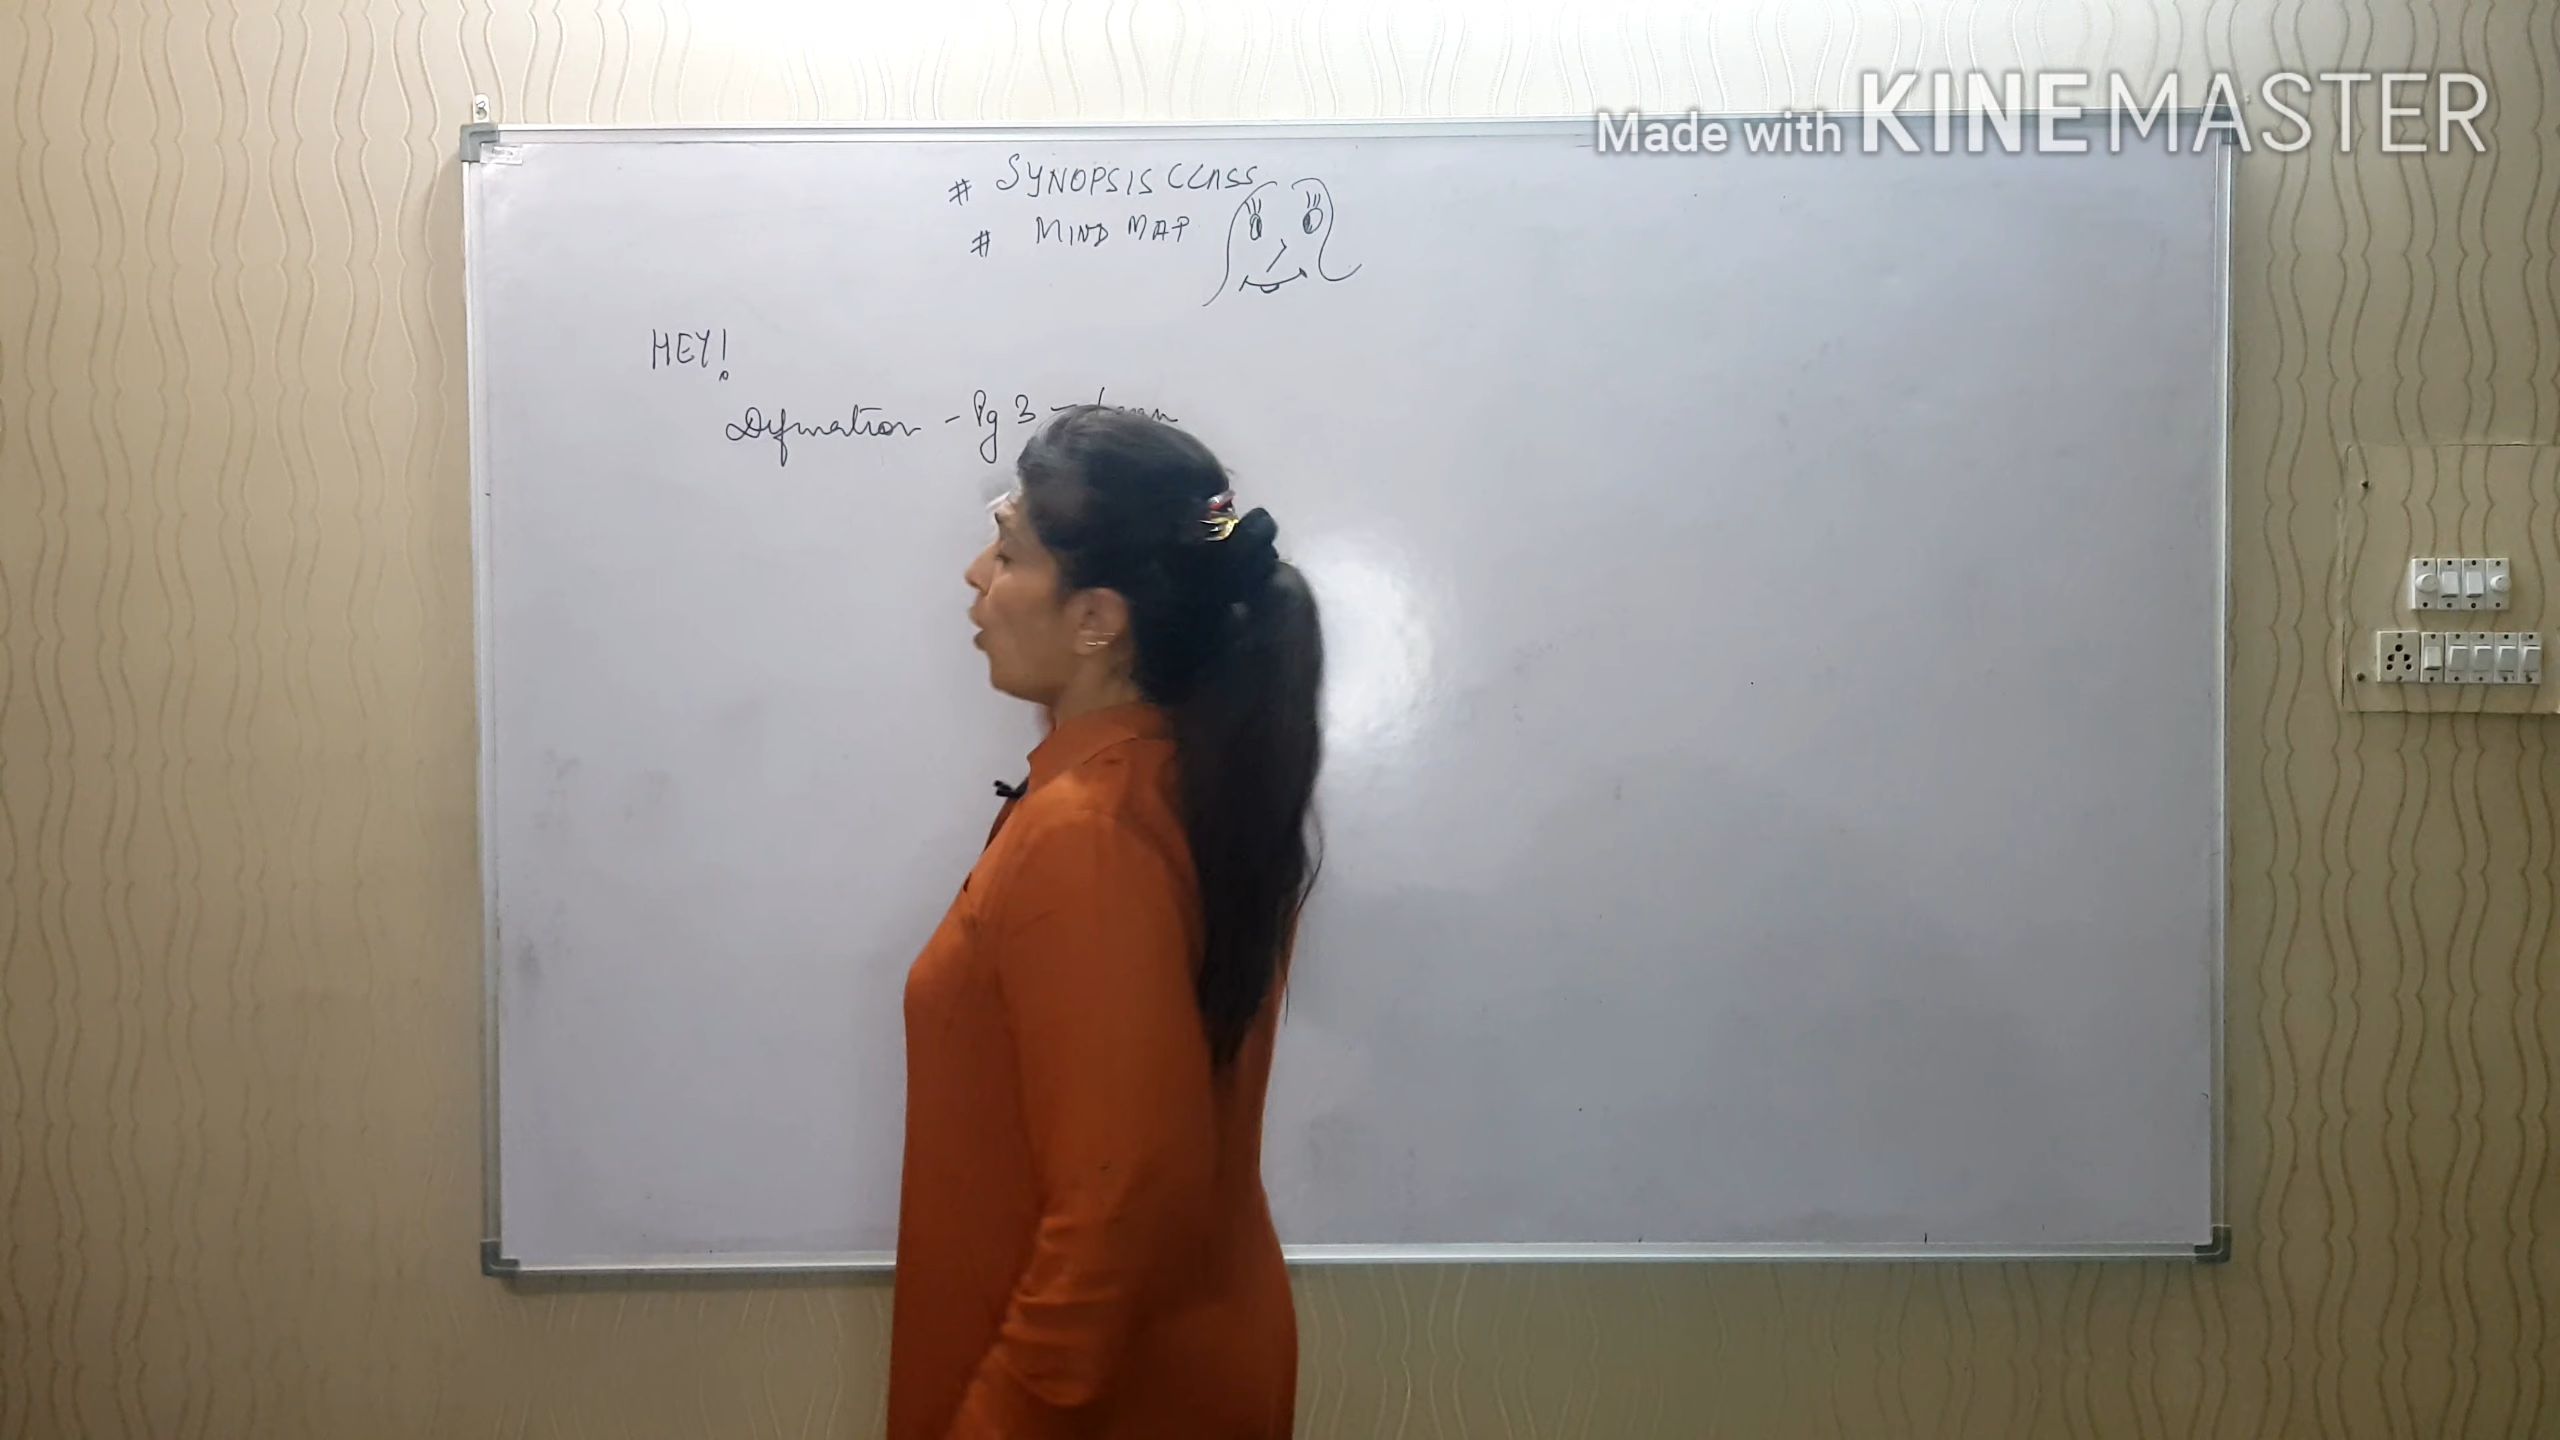 Made with KINEMASTER
# SYNOPSIS CLASS
# MIND MAP
HEY!
Defination - Pg 3 -